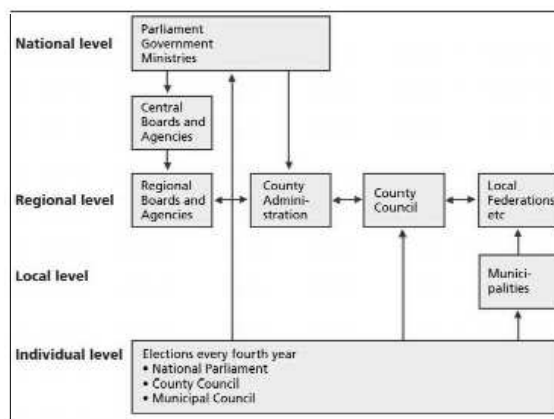 National level
Parliament
Government
Ministries
Central
Boards and
Agencies
Regional level
Regional
Boards and
Agencies
County
Admini-
stration
County
Council
Local
Federations
etc
Local level
Munici-
palities
Individual level
Elections every fourth year
• National Parliament
• County Council
• Municipal Council